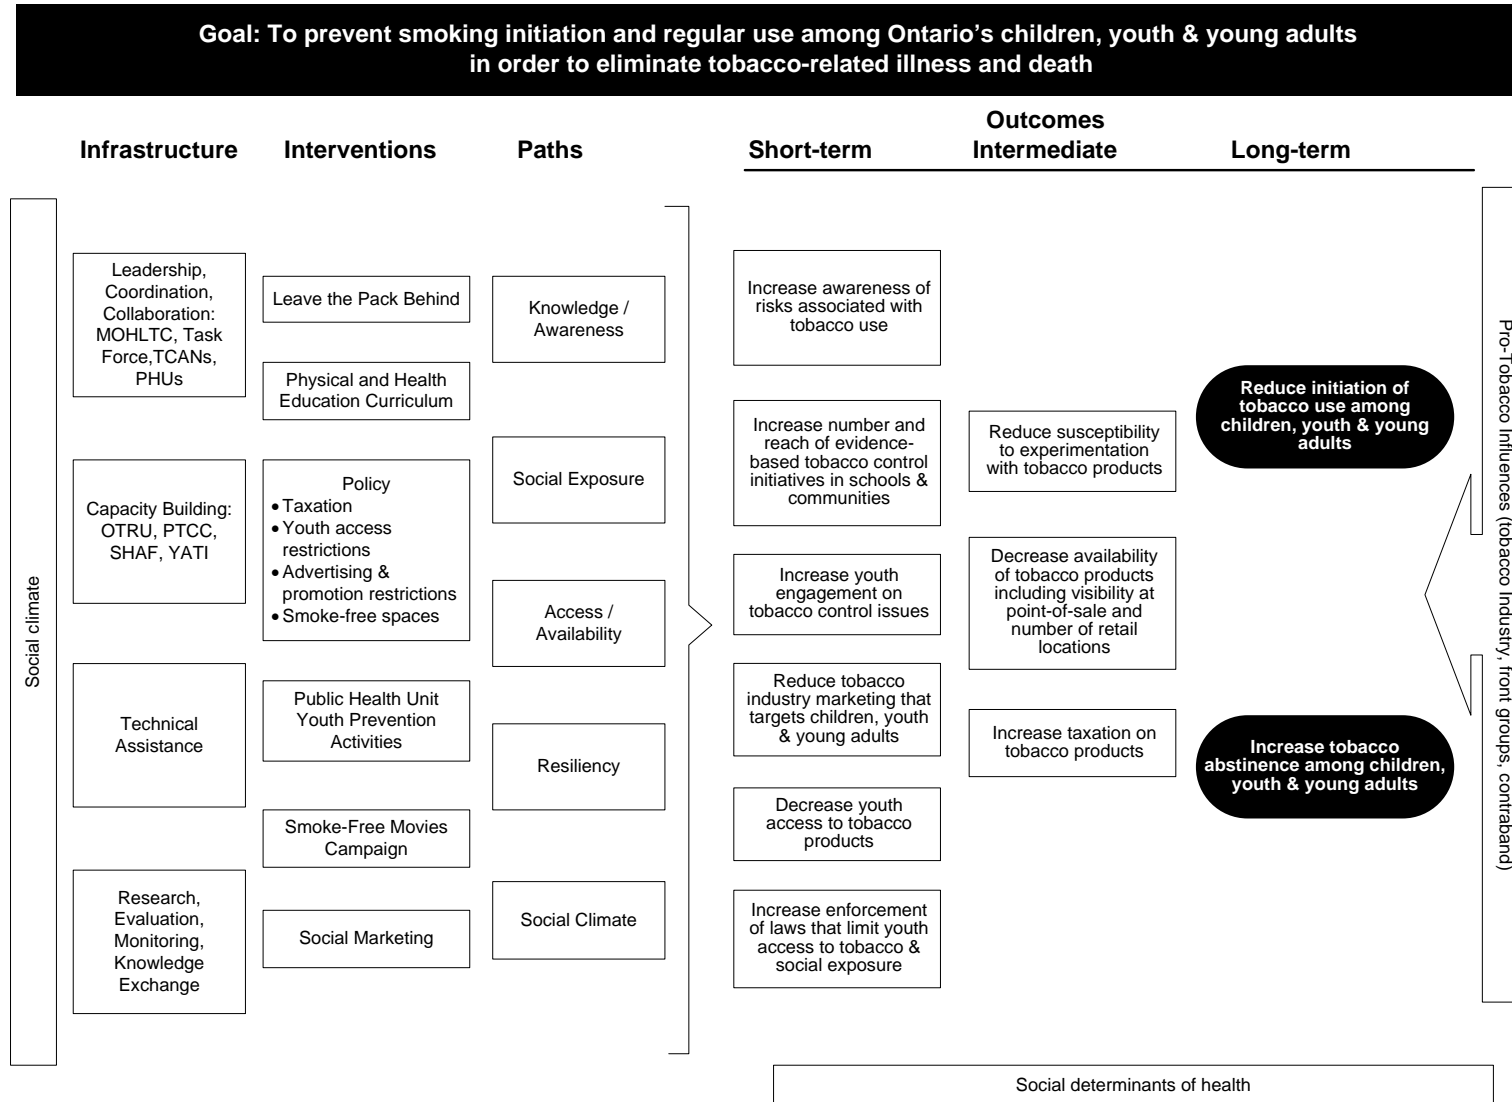 Goal: To prevent smoking initiation and regular use among Ontario’s children, youth & young adults
in order to eliminate tobacco-related illness and death
Infrastructure
Interventions
Paths
Outcomes
Short-term
Intermediate
Long-term
Social climate
Leadership,
Coordination,
Collaboration:
MOHLTC, Task
Force,TCANs,
PHUs
Capacity Building:
OTRU, PTCC,
SHAF, YATI
Technical
Assistance
Research,
Evaluation,
Monitoring,
Knowledge
Exchange
Leave the Pack Behind
Physical and Health
Education Curriculum
Policy
• Taxation
• Youth access
restrictions
• Advertising &
promotion restrictions
• Smoke-free spaces
Public Health Unit
Youth Prevention
Activities
Smoke-Free Movies
Campaign
Social Marketing
Knowledge /
Awareness
Social Exposure
Access /
Availability
Resiliency
Social Climate
Increase awareness of
risks associated with
tobacco use
Increase number and
reach of evidence-
based tobacco control
initiatives in schools &
communities
Increase youth
engagement on
tobacco control issues
Reduce tobacco
industry marketing that
targets children, youth
& young adults
Decrease youth
access to tobacco
products
Increase enforcement
of laws that limit youth
access to tobacco &
social exposure
Reduce susceptibility
to experimentation
with tobacco products
Decrease availability
of tobacco products
including visibility at
point-of-sale and
number of retail
locations
Increase taxation on
tobacco products
Reduce initiation of
tobacco use among
children, youth & young
adults
Increase tobacco
abstinence among children,
youth & young adults
Pro-Tobacco Influences (tobacco Industry, front groups, contraband)
Social determinants of health